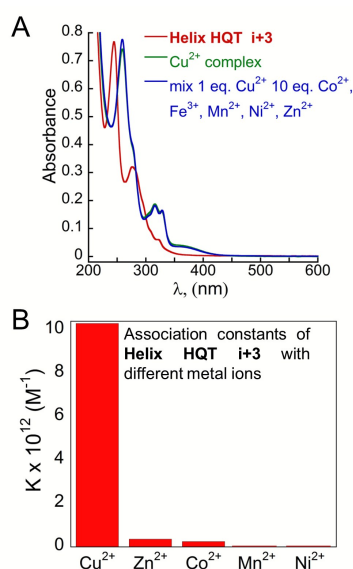 A
Helix HQT i+3
Cu²⁺ complex
mix 1 eq. Cu²⁺ 10 eq. Co²⁺,
Fe³⁺, Mn²⁺, Ni²⁺, Zn²⁺
Absorbance
0.8
0.7
0.6
0.5
0.4
0.3
0.2
0.1
0
200 300 400 500 600
λ, (nm)
B
Association constants of
Helix HQT i+3 with
different metal ions
K x 10¹² (M⁻¹)
10
8
6
4
2
0
Cu²⁺ Zn²⁺ Co²⁺ Mn²⁺ Ni²⁺